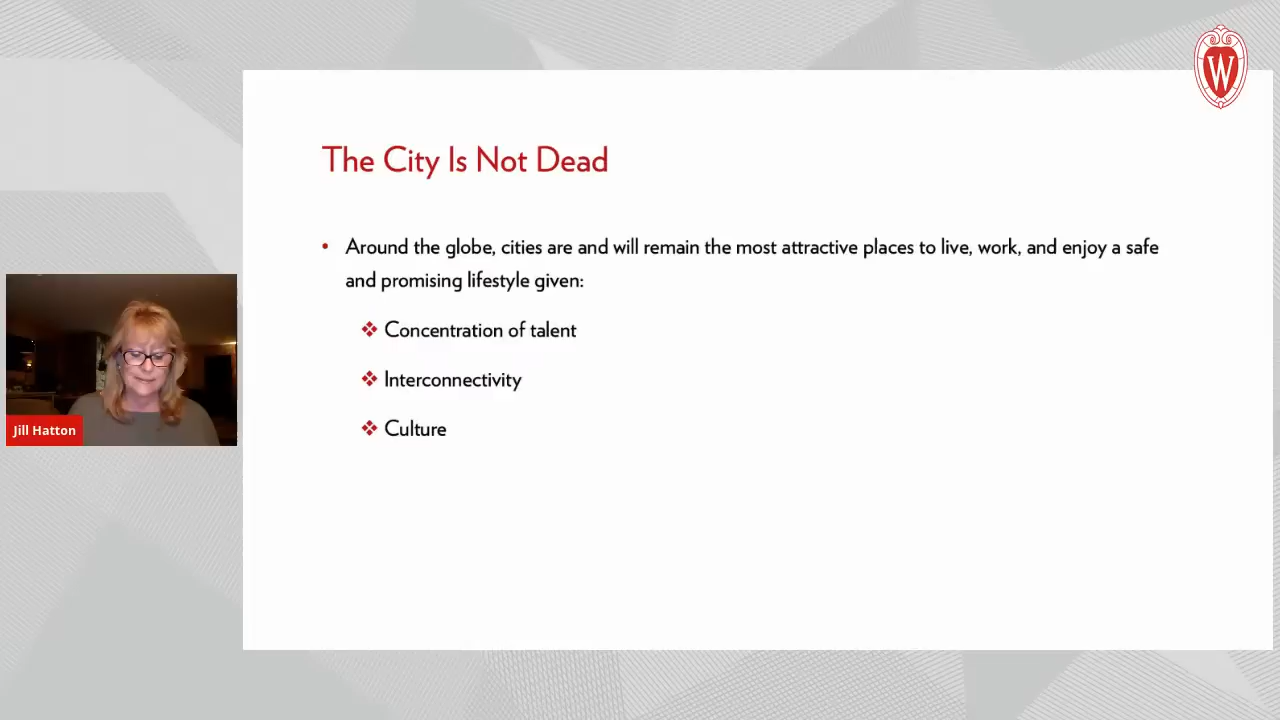 W
The City Is Not Dead
• Around the globe, cities are and will remain the most attractive places to live, work, and enjoy a safe
and promising lifestyle given:
❖ Concentration of talent
❖ Interconnectivity
❖ Culture
Jill Hatton